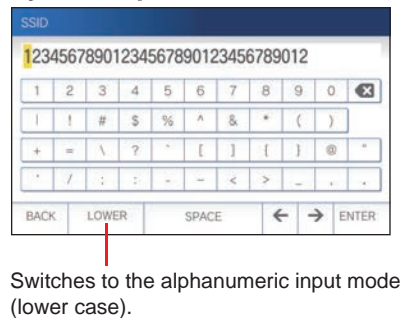 SSID
12345678901234567890123456789012
1 2 3 4 5 6 7 8 9 0
| ! # $ % ^ & * ( )
+ = \ ? ` [ ] { } @ "
' / ; : - ~ < > _ , .
BACK LOWER SPACE ← → ENTER
Switches to the alphanumeric input mode
(lower case).